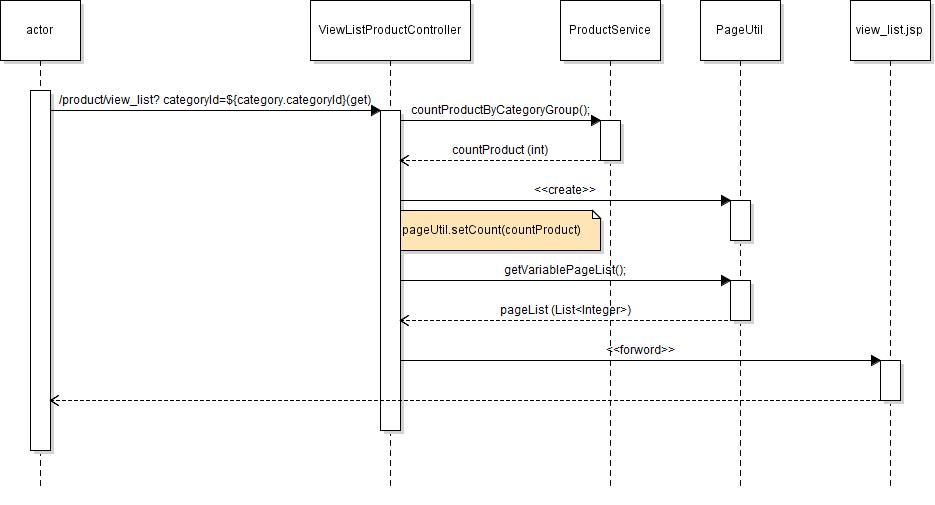 actor
ViewListProductController
ProductService
PageUtil
view_list.jsp
/product/view_list? categoryId=${category.categoryId}(get)
countProductByCategoryGroup();
countProduct (int)
<<create>>
pageUtil.setCount(countProduct)
getVariablePageList();
pageList (List<Integer>)
<<forword>>